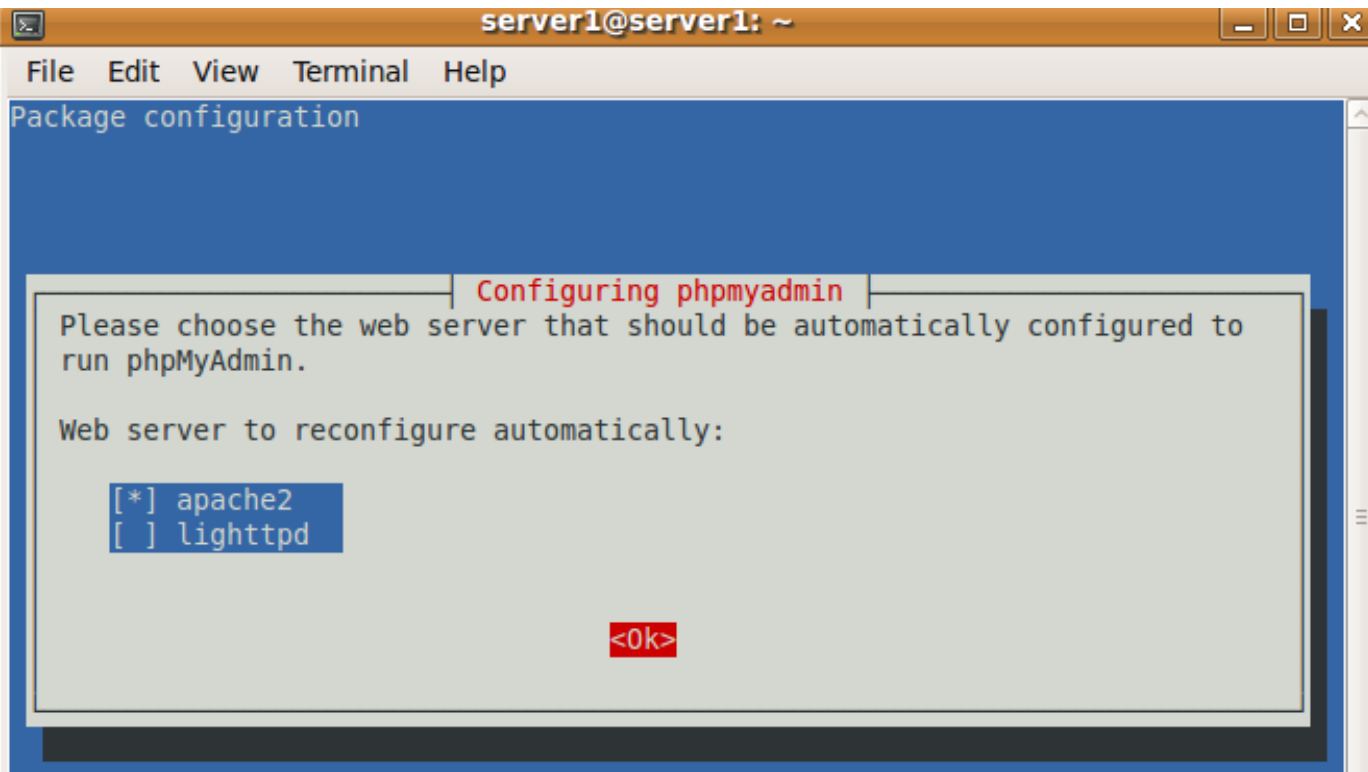 server1@server1: ~
File Edit View Terminal Help
Package configuration
Configuring phpmyadmin
Please choose the web server that should be automatically configured to
run phpMyAdmin.
Web server to reconfigure automatically:
[*] apache2
[ ] lighttpd
<Ok>